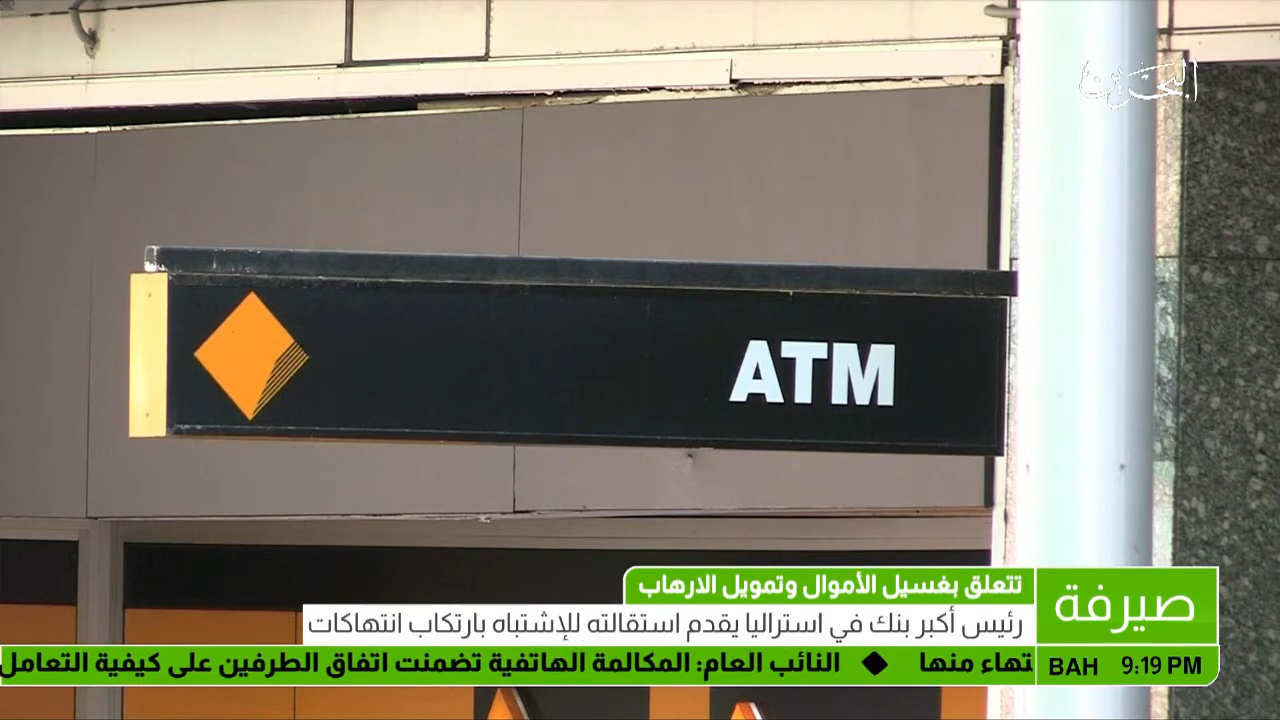 البحرين
ATM
تتعلق بغسيل الأموال وتمويل الارهاب
صيرفة
رئيس أكبر بنك في استراليا يقدم استقالته للإشتباه بارتكاب انتهاكات
نتهاء منها ◆ النائب العام: المكالمة الهاتفية تضمنت اتفاق الطرفين على كيفية التعامل
BAH 9:19 PM